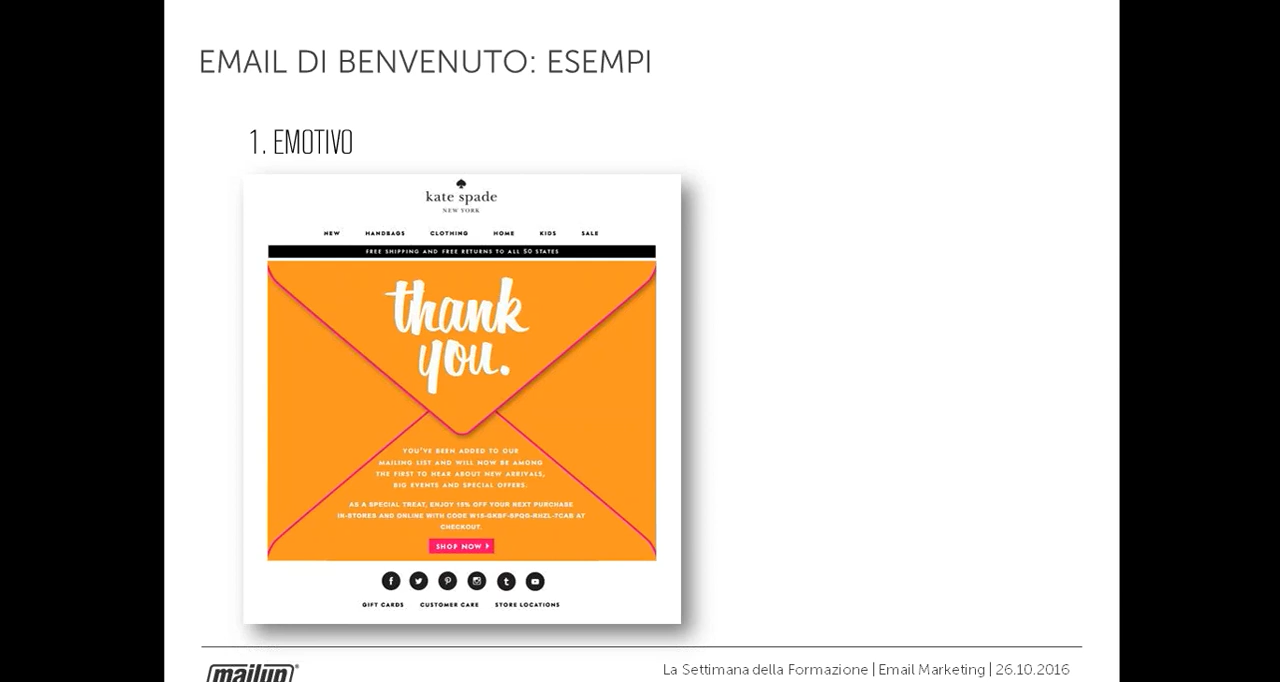 EMAIL DI BENVENUTO: ESEMPI
1. EMOTIVO
kate spade
NEW YORK
NEW HANDBAGS CLOTHING HOME KIDS SALE
FREE SHIPPING AND FREE RETURNS TO ALL 50 STATES
thank
you.
YOU'VE BEEN ADDED TO OUR
MAILING LIST AND WILL NOW BE AMONG
THE FIRST TO HEAR ABOUT NEW ARRIVALS,
BIG EVENTS AND SPECIAL OFFERS.
AS A SPECIAL TREAT, ENJOY 15% OFF YOUR NEXT PURCHASE
IN-STORES AND ONLINE WITH CODE AT
CHECKOUT.
SHOP NOW
GIFT CARDS CUSTOMER CARE STORE LOCATIONS
mailup®
La Settimana della Formazione | Email Marketing | 26.10.2016